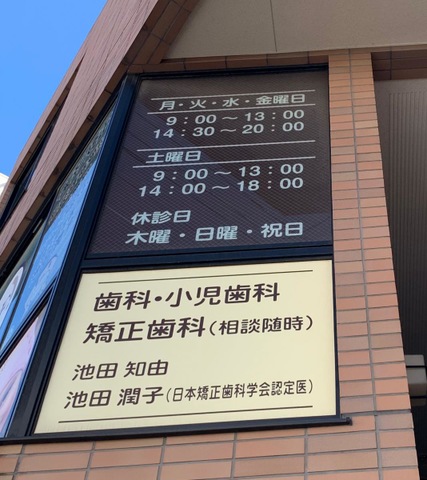 月・火・水・金曜日
9：00～13：00
14：30～20：00
土曜日
9：00～13：00
14：00～18：00
休診日
木曜・日曜・祝日
歯科・小児歯科
矯正歯科（相談随時）
池田 知由
池田 潤子（日本矯正歯科学会認定医）